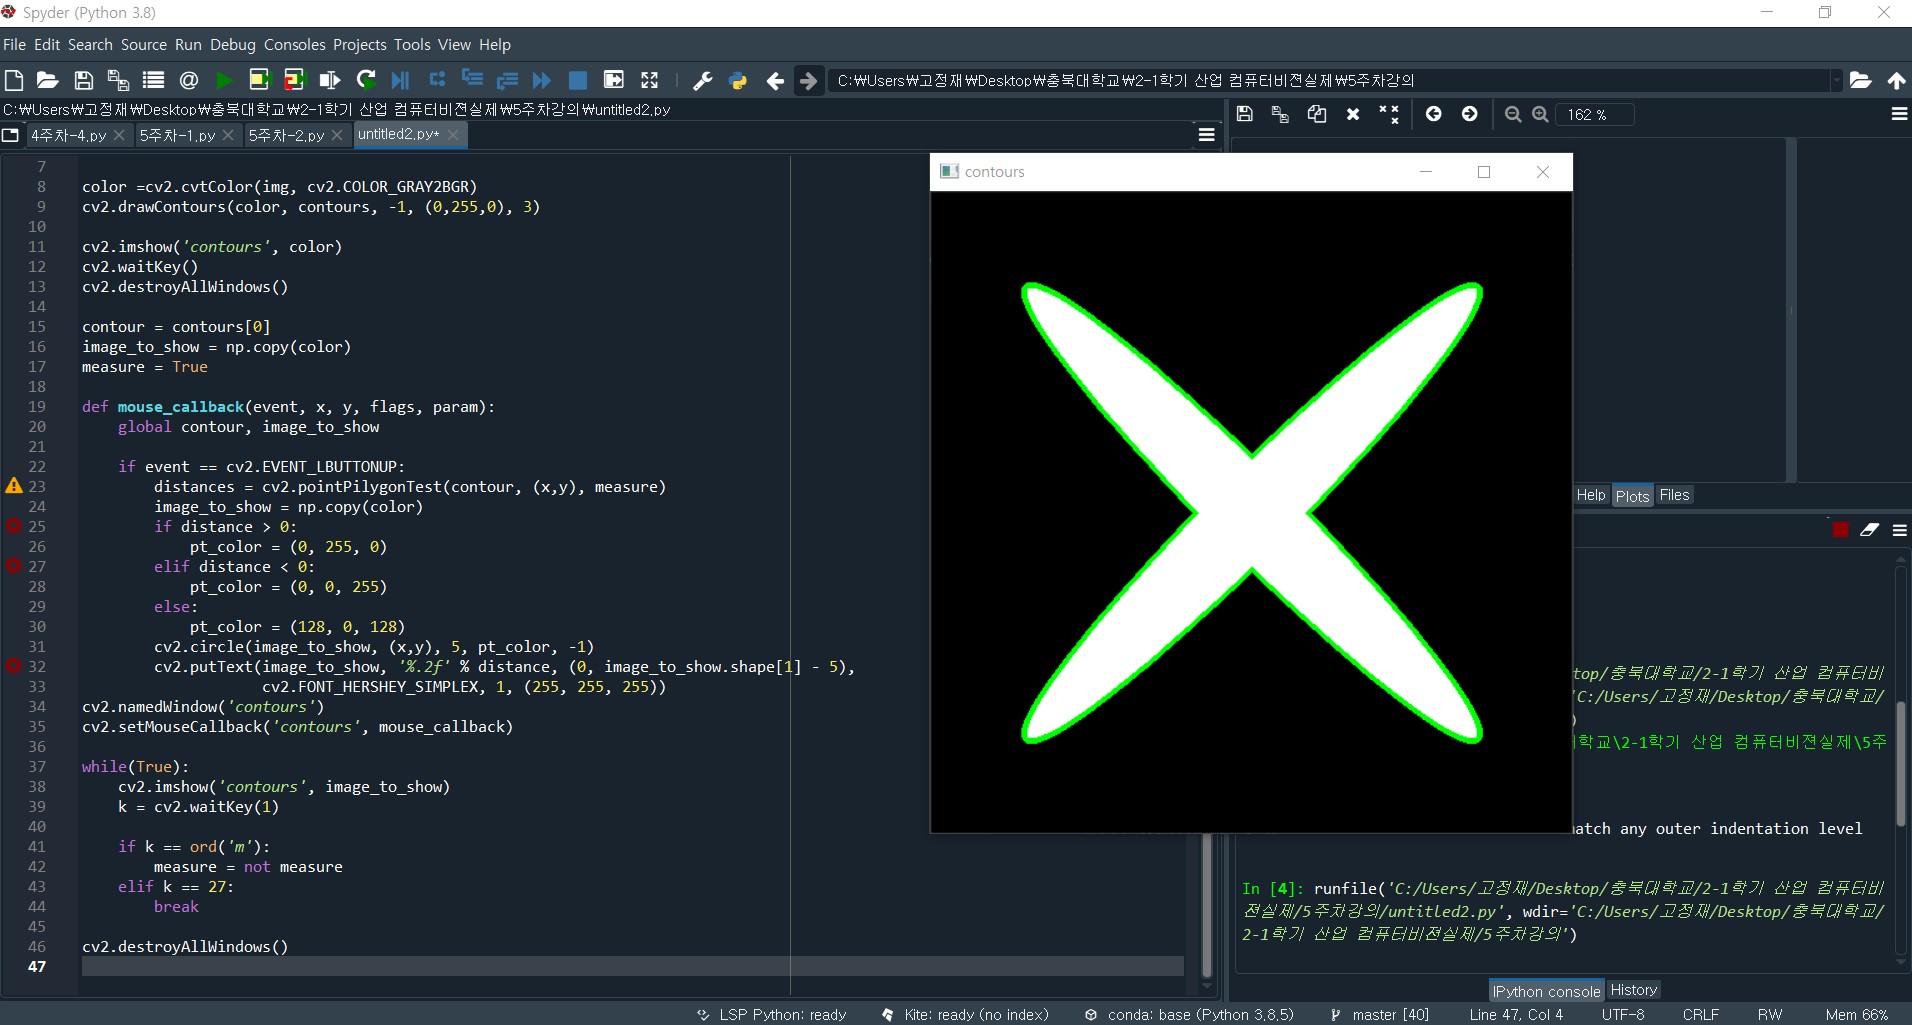 Spyder (Python 3.8)
File Edit Search Source Run Debug Consoles Projects Tools View Help
C:₩Users₩고정재₩Desktop₩충북대학교₩2-1학기 산업 컴퓨터비젼실제₩5주차강의
C:₩Users₩고정재₩Desktop₩충북대학교₩2-1학기 산업 컴퓨터비젼실제₩5주차강의₩untitled2.py
4주차-4.py 5주차-1.py 5주차-2.py untitled2.py*
162 %
7
8 color =cv2.cvtColor(img, cv2.COLOR_GRAY2BGR)
9 cv2.drawContours(color, contours, -1, (0,255,0), 3)
10
11 cv2.imshow('contours', color)
12 cv2.waitKey()
13 cv2.destroyAllWindows()
14
15 contour = contours[0]
16 image_to_show = np.copy(color)
17 measure = True
18
19 def mouse_callback(event, x, y, flags, param):
20 global contour, image_to_show
21
22 if event == cv2.EVENT_LBUTTONUP:
23 distances = cv2.pointPilygonTest(contour, (x,y), measure)
24 image_to_show = np.copy(color)
25 if distance > 0:
26 pt_color = (0, 255, 0)
27 elif distance < 0:
28 pt_color = (0, 0, 255)
29 else:
30 pt_color = (128, 0, 128)
31 cv2.circle(image_to_show, (x,y), 5, pt_color, -1)
32 cv2.putText(image_to_show, '%.2f' % distance, (0, image_to_show.shape[1] - 5),
33 cv2.FONT_HERSHEY_SIMPLEX, 1, (255, 255, 255))
34 cv2.namedWindow('contours')
35 cv2.setMouseCallback('contours', mouse_callback)
36
37 while(True):
38 cv2.imshow('contours', image_to_show)
39 k = cv2.waitKey(1)
40
41 if k == ord('m'):
42 measure = not measure
43 elif k == 27:
44 break
45
46 cv2.destroyAllWindows()
47
contours
Help Plots Files
top/충북대학교/2-1학기 산업 컴퓨터비
'C:/Users/고정재/Desktop/충북대학교/
)
학교\2-1학기 산업 컴퓨터비젼실제\5주
atch any outer indentation level
In [4]: runfile('C:/Users/고정재/Desktop/충북대학교/2-1학기 산업 컴퓨터비
젼실제/5주차강의/untitled2.py', wdir='C:/Users/고정재/Desktop/충북대학교/
2-1학기 산업 컴퓨터비젼실제/5주차강의')
IPython console History
LSP Python: ready Kite: ready (no index) conda: base (Python 3.8.5) master [40] Line 47, Col 4 UTF-8 CRLF RW Mem 66%